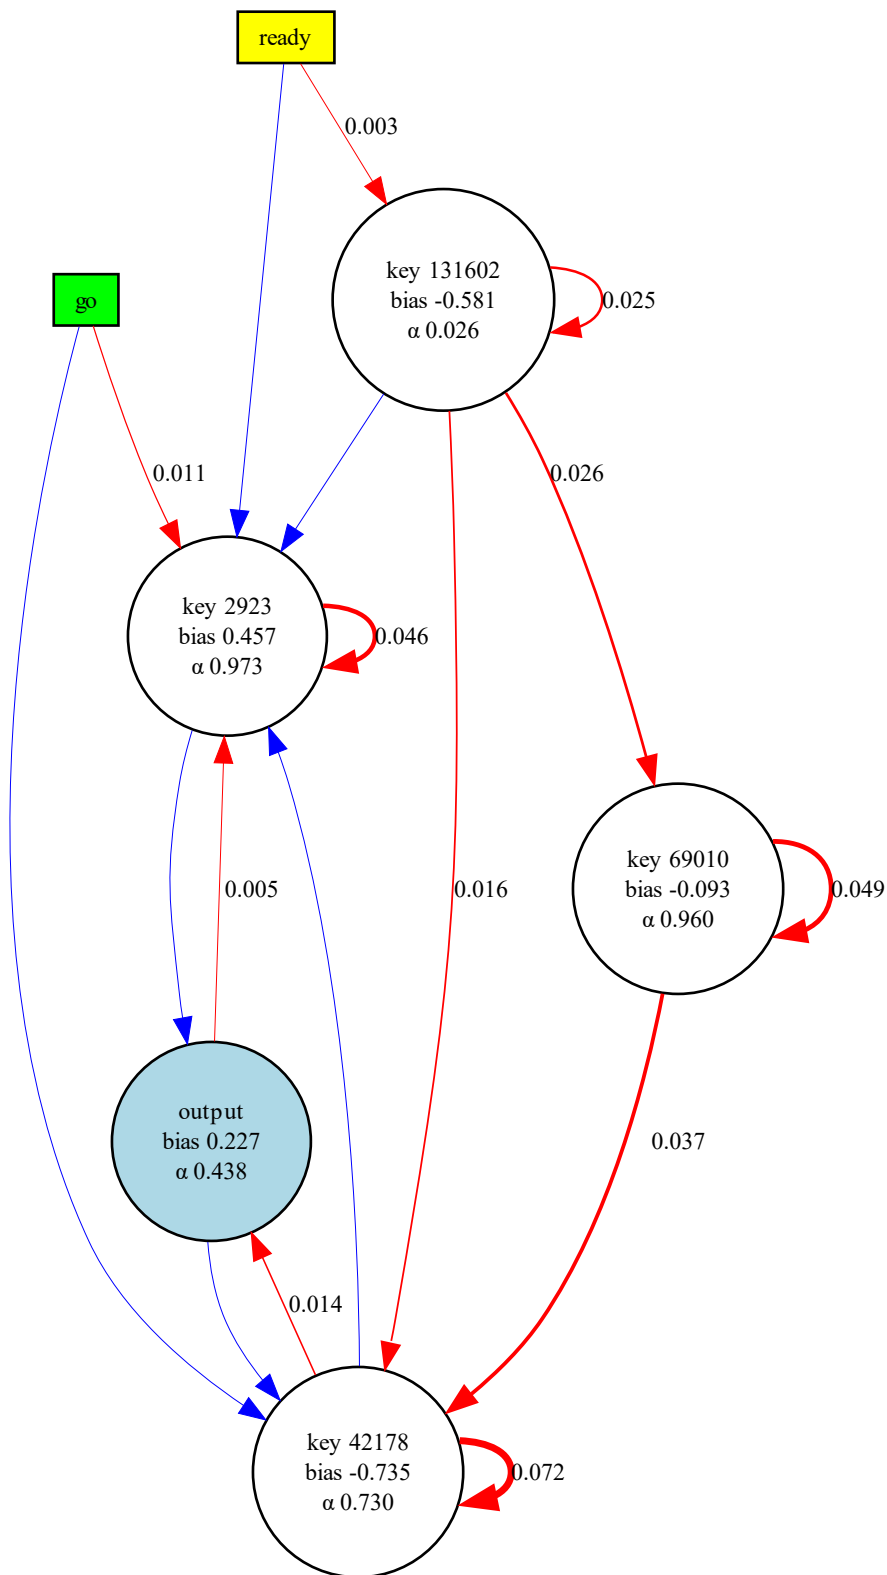 ready
0.003
key 131602
bias -0.581
α 0.026
0.025
go
0.011
0.026
key 2923
bias 0.457
α 0.973
0.046
0.005
0.016
key 69010
bias -0.093
α 0.960
0.049
output
bias 0.227
α 0.438
0.037
0.014
key 42178
bias -0.735
α 0.730
0.072